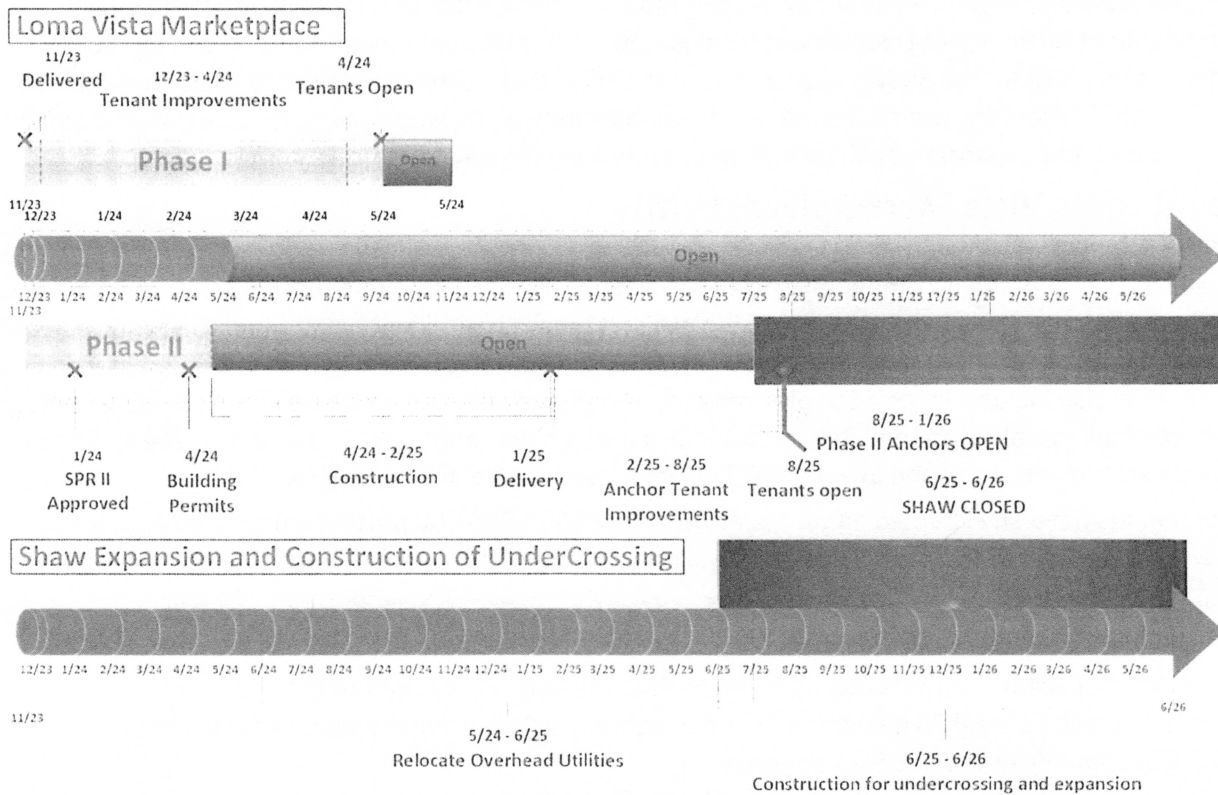 Loma Vista Marketplace
11/23
Delivered
12/23 - 4/24
Tenant Improvements
4/24
Tenants Open
Phase I
Open
11/23
12/23 1/24 2/24 3/24 4/24 5/24 5/24
Open
12/23 1/24 2/24 3/24 4/24 5/24 6/24 7/24 8/24 9/24 10/24 11/24 12/24 1/25 2/25 3/25 4/25 5/25 6/25 7/25 8/25 9/25 10/25 11/25 12/25 1/26 2/26 3/26 4/26 5/26
11/23
Phase II
Open
1/24
SPR II
Approved
4/24
Building
Permits
4/24 - 2/25
Construction
1/25
Delivery
2/25 - 8/25
Anchor Tenant
Improvements
8/25
Tenants open
8/25 - 1/26
Phase II Anchors OPEN
6/25 - 6/26
SHAW CLOSED
Shaw Expansion and Construction of UnderCrossing
12/23 1/24 2/24 3/24 4/24 5/24 6/24 7/24 8/24 9/24 10/24 11/24 12/24 1/25 2/25 3/25 4/25 5/25 6/25 7/25 8/25 9/25 10/25 11/25 12/25 1/26 2/26 3/26 4/26 5/26
11/23
6/26
5/24 - 6/25
Relocate Overhead Utilities
6/25 - 6/26
Construction for undercrossing and expansion